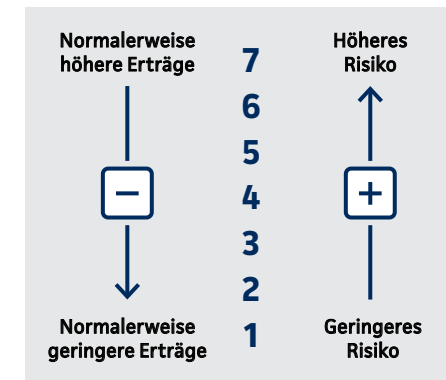 Normalerweise
höhere Erträge
7
6
5
4
3
2
1
Höheres
Risiko
−
+
Normalerweise
geringere Erträge
Geringeres
Risiko